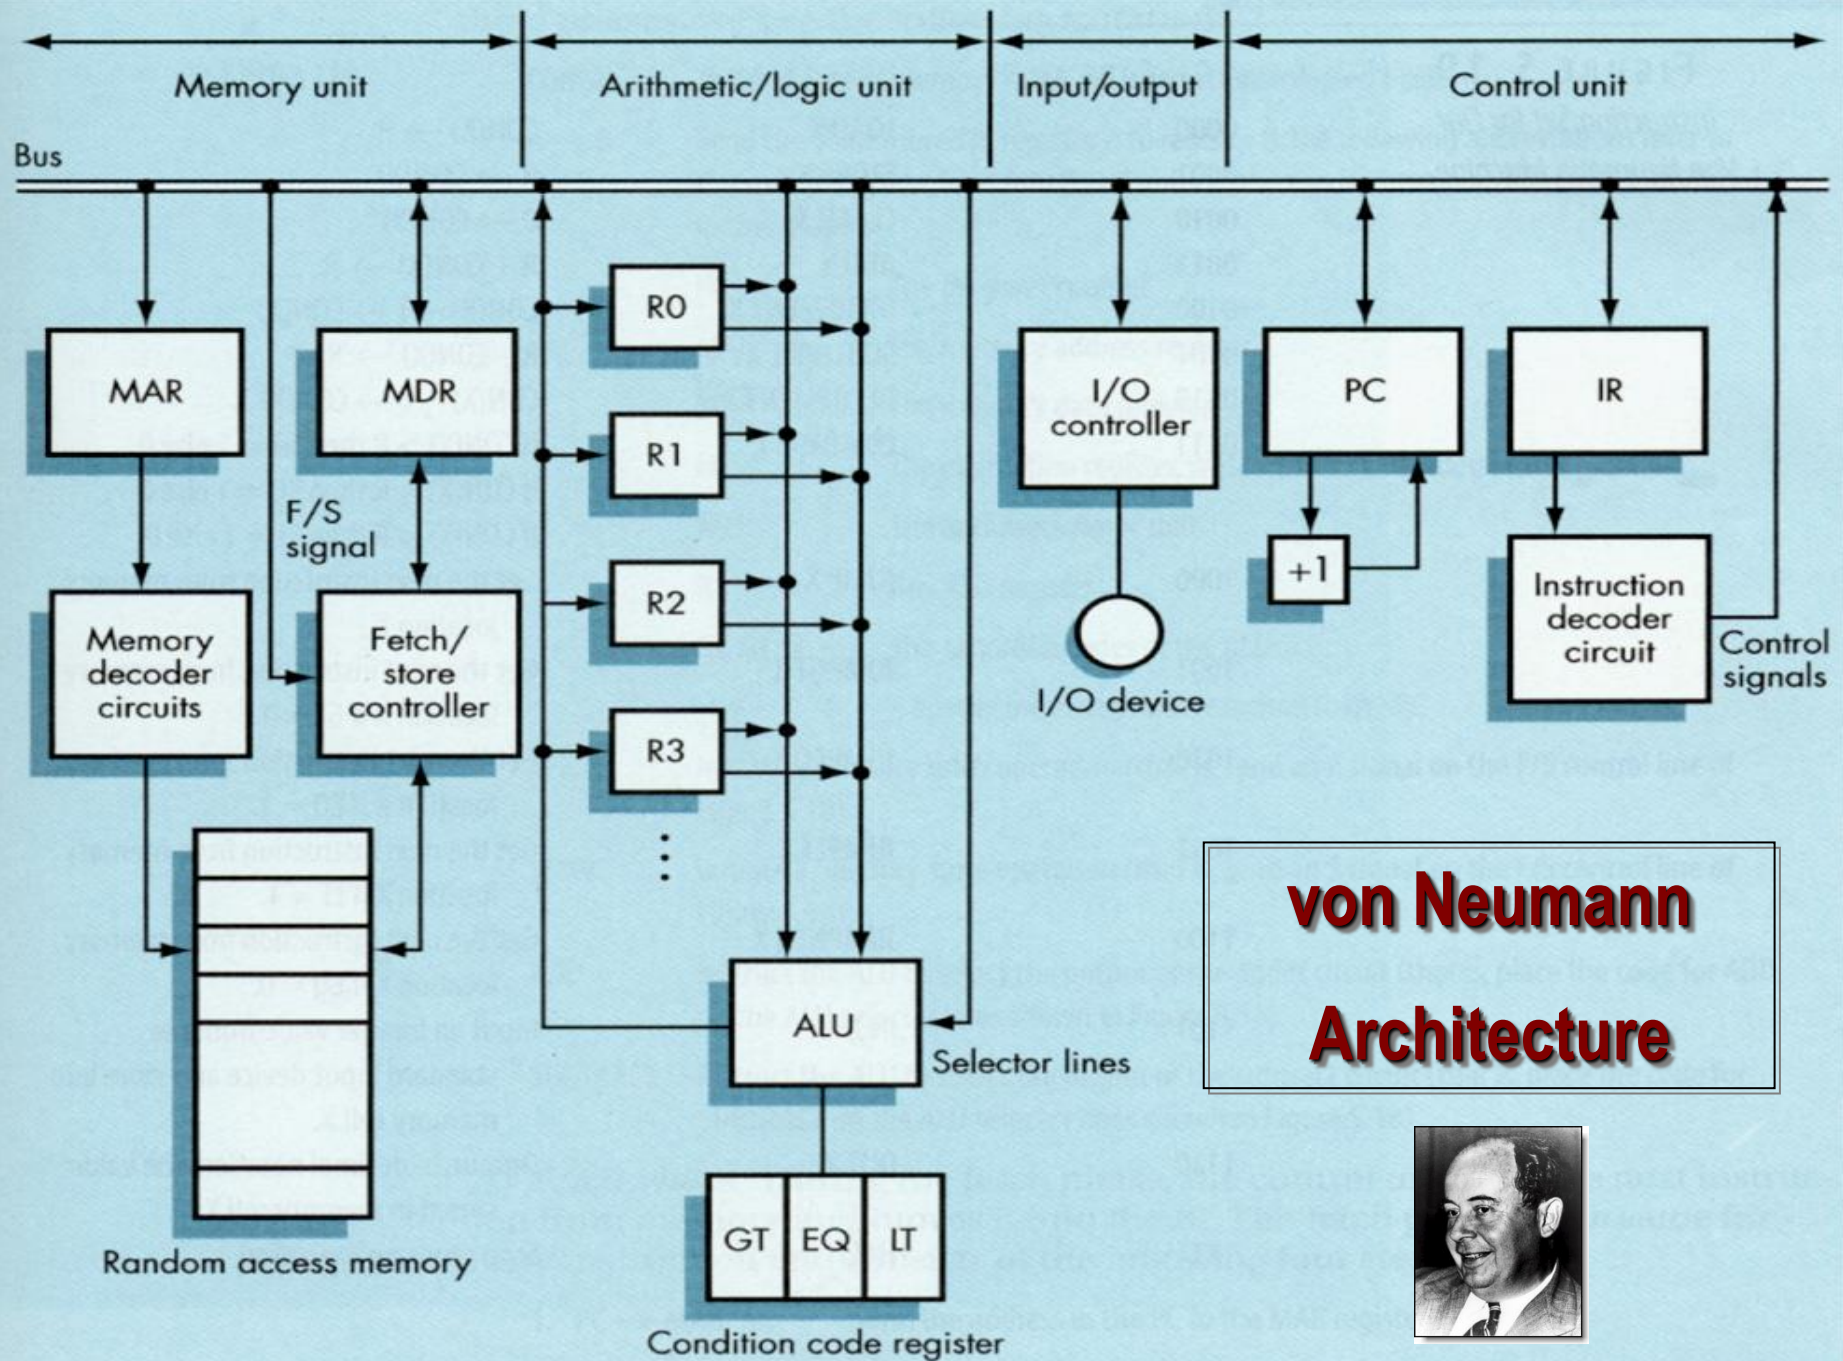 Memory unit
Arithmetic/logic unit
Input/output
Control unit
Bus
MAR
MDR
F/S
signal
Memory
decoder
circuits
Fetch/
store
controller
Random access memory
R0
R1
R2
R3
ALU
Selector lines
GT EQ LT
Condition code register
I/O
controller
I/O device
PC
+1
IR
Instruction
decoder
circuit
Control
signals
von Neumann
Architecture